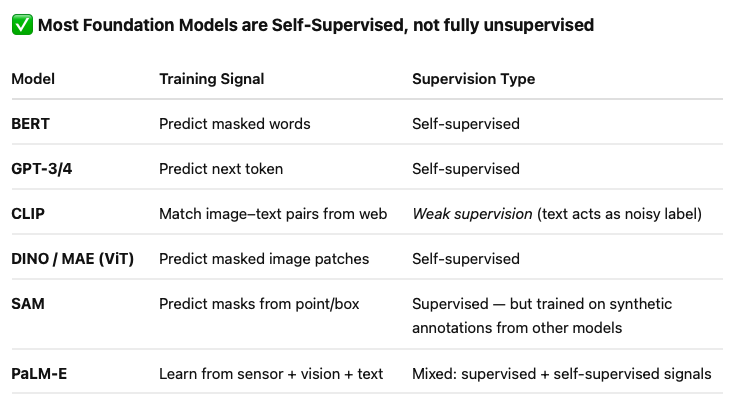 ✅ Most Foundation Models are Self-Supervised, not fully unsupervised
Model Training Signal Supervision Type
BERT Predict masked words Self-supervised
GPT-3/4 Predict next token Self-supervised
CLIP Match image–text pairs from web Weak supervision (text acts as noisy label)
DINO / MAE (ViT) Predict masked image patches Self-supervised
SAM Predict masks from point/box Supervised — but trained on synthetic
annotations from other models
PaLM-E Learn from sensor + vision + text Mixed: supervised + self-supervised signals